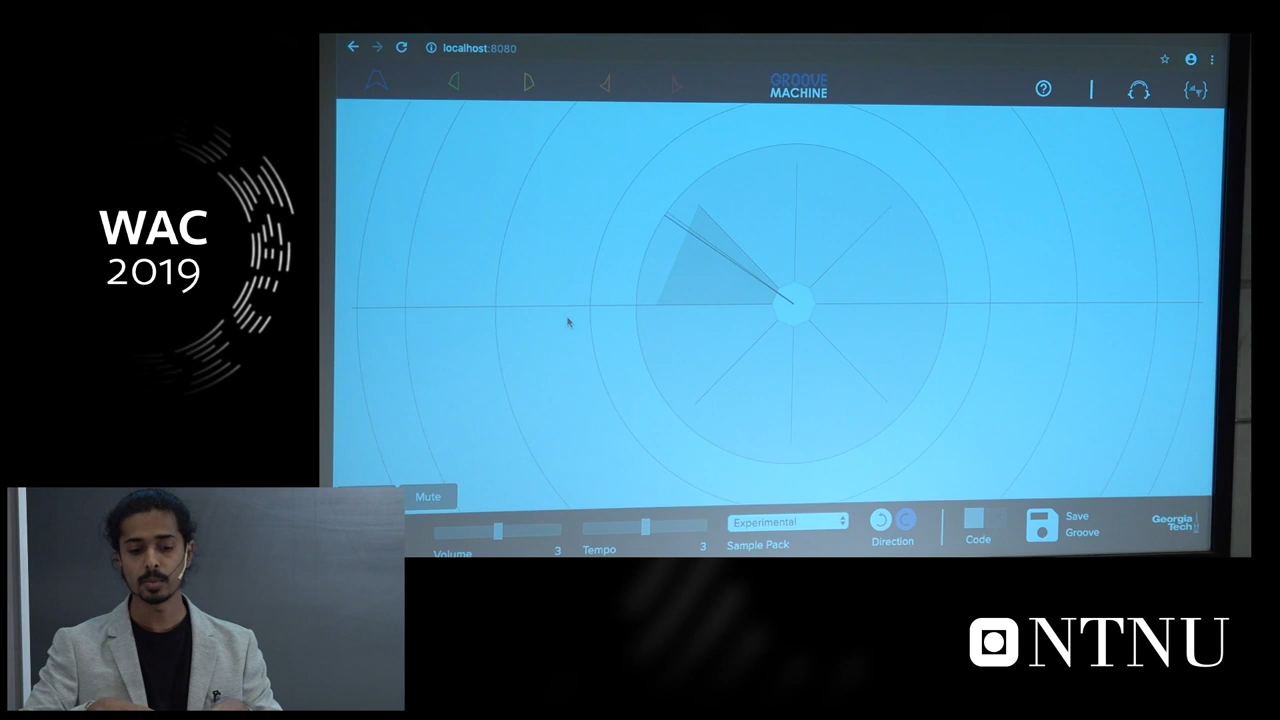 localhost:8080
GROOVE
MACHINE
WAC
2019
Mute
Volume
3
Tempo
3
Experimental
Sample Pack
Direction
Code
Save
Groove
Georgia
Tech
NTNU